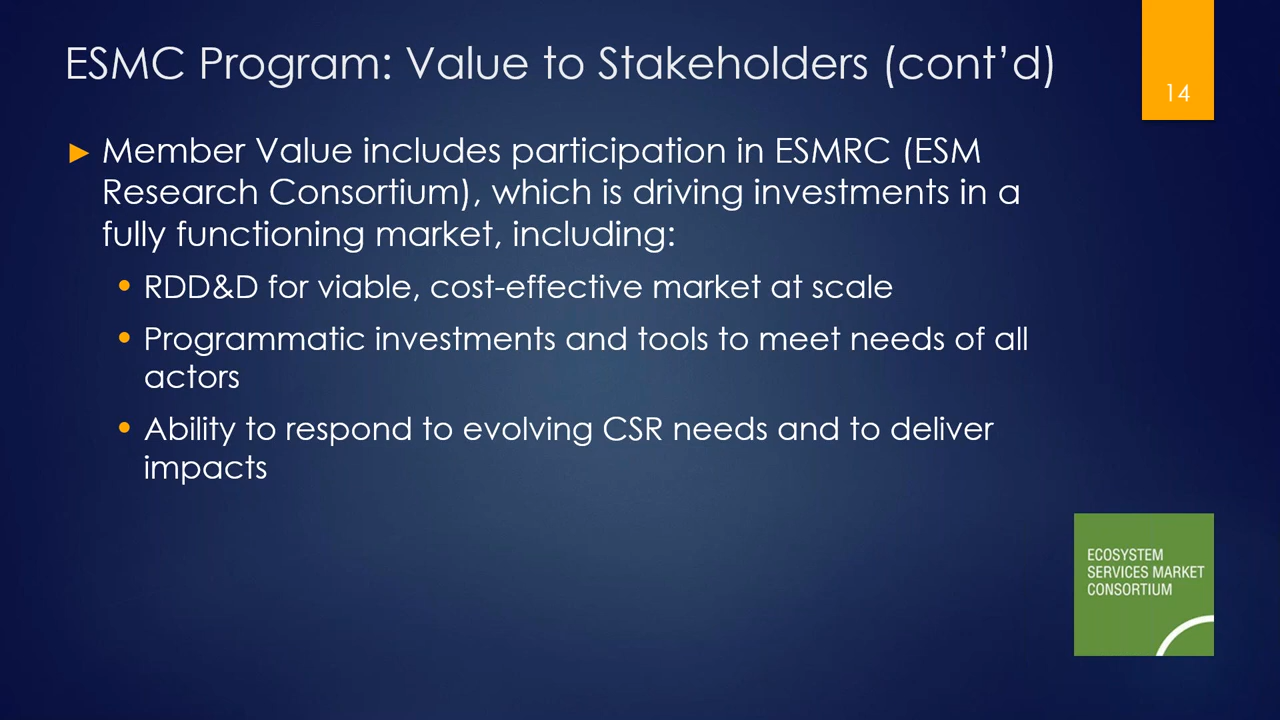 ESMC Program: Value to Stakeholders (cont’d)
14
► Member Value includes participation in ESMRC (ESM
Research Consortium), which is driving investments in a
fully functioning market, including:
• RDD&D for viable, cost-effective market at scale
• Programmatic investments and tools to meet needs of all
actors
• Ability to respond to evolving CSR needs and to deliver
impacts
ECOSYSTEM
SERVICES MARKET
CONSORTIUM